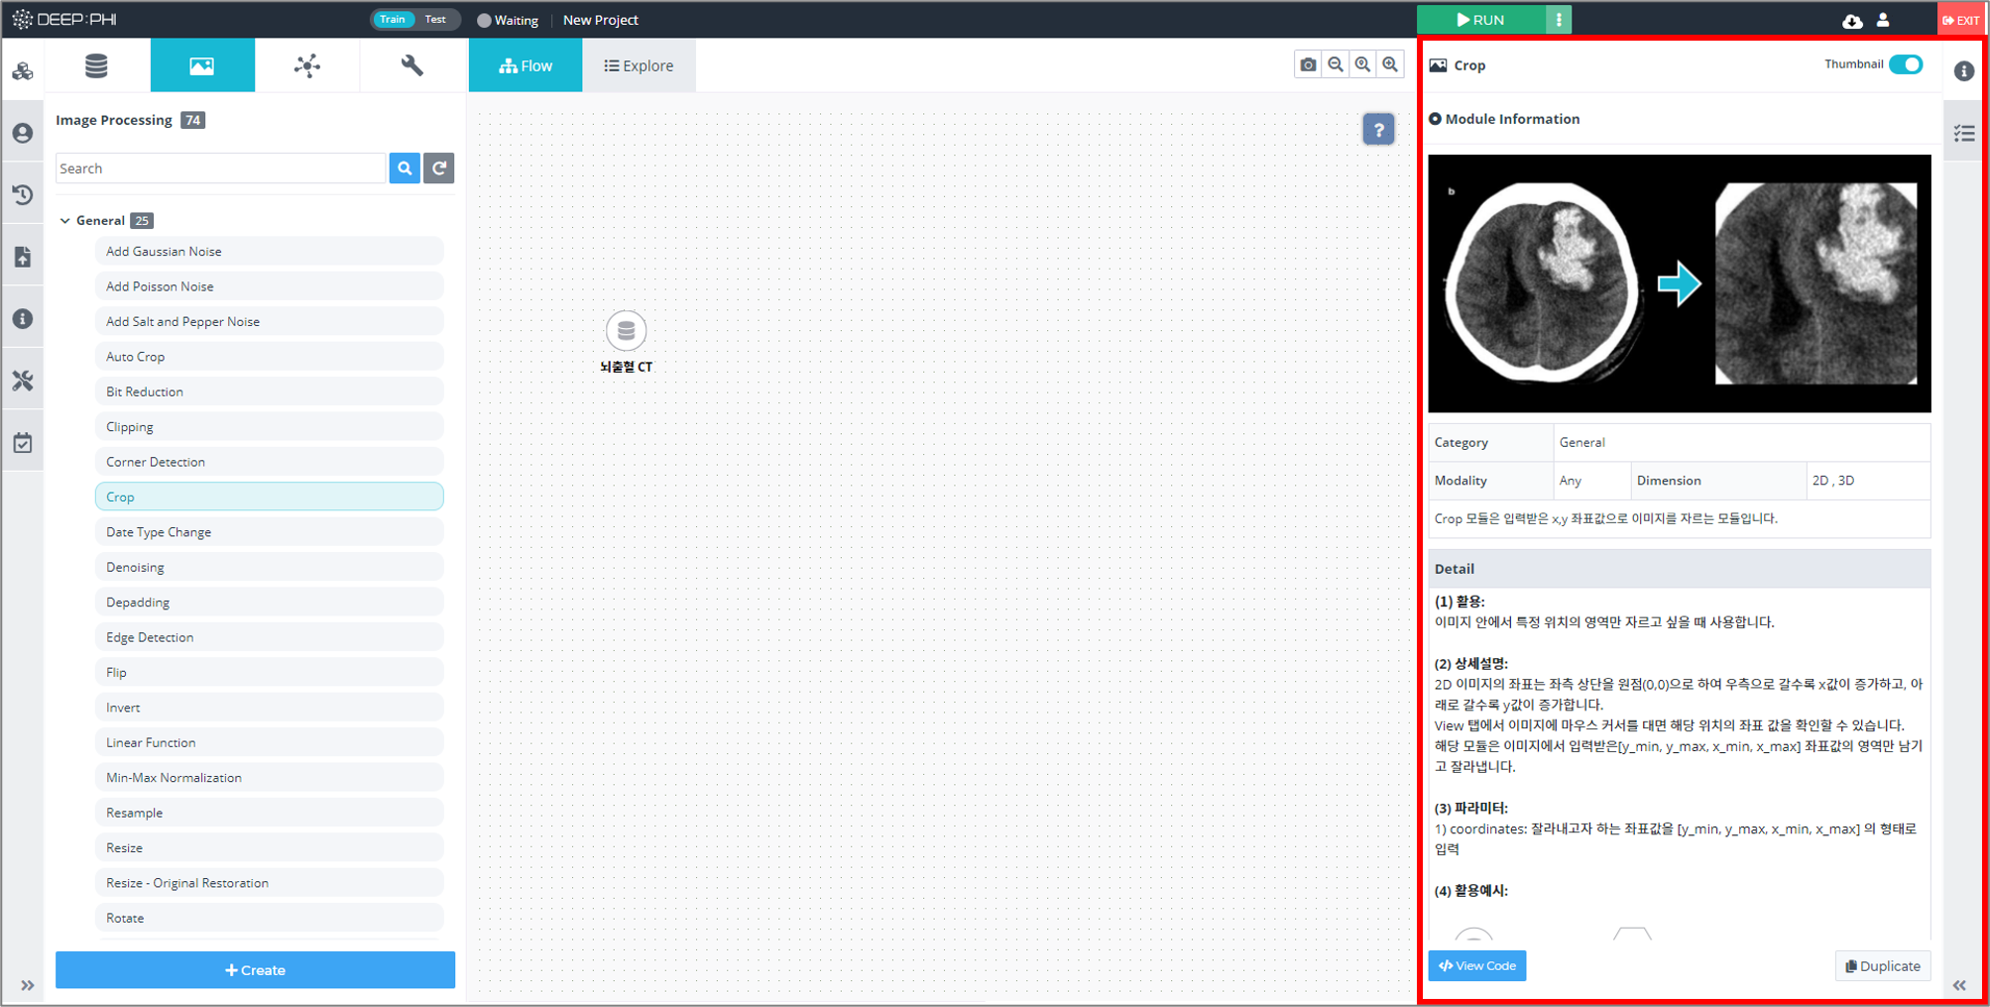 DEEP:PHI
Train
Test
Waiting
New Project
RUN
EXIT
Flow
Explore
Image Processing 74
Search
General 25
Add Gaussian Noise
Add Poisson Noise
Add Salt and Pepper Noise
Auto Crop
Bit Reduction
Clipping
Corner Detection
Crop
Date Type Change
Denoising
Depadding
Edge Detection
Flip
Invert
Linear Function
Min-Max Normalization
Resample
Resize
Resize - Original Restoration
Rotate
+ Create
?
뇌출혈 CT
Crop
Thumbnail
Module Information
b
Category General
Modality Any Dimension 2D , 3D
Crop 모듈은 입력받은 x,y 좌표값으로 이미지를 자르는 모듈입니다.
Detail
(1) 활용:
이미지 안에서 특정 위치의 영역만 자르고 싶을 때 사용합니다.
(2) 상세설명:
2D 이미지의 좌표는 좌측 상단을 원점(0,0)으로 하여 우측으로 갈수록 x값이 증가하고, 아
래로 갈수록 y값이 증가합니다.
View 탭에서 이미지에 마우스 커서를 대면 해당 위치의 좌표 값을 확인할 수 있습니다.
해당 모듈은 이미지에서 입력받은[y_min, y_max, x_min, x_max] 좌표값의 영역만 남기
고 잘라냅니다.
(3) 파라미터:
1) coordinates: 잘라내고자 하는 좌표값을 [y_min, y_max, x_min, x_max] 의 형태로
입력
(4) 활용예시:
</> View Code
Duplicate